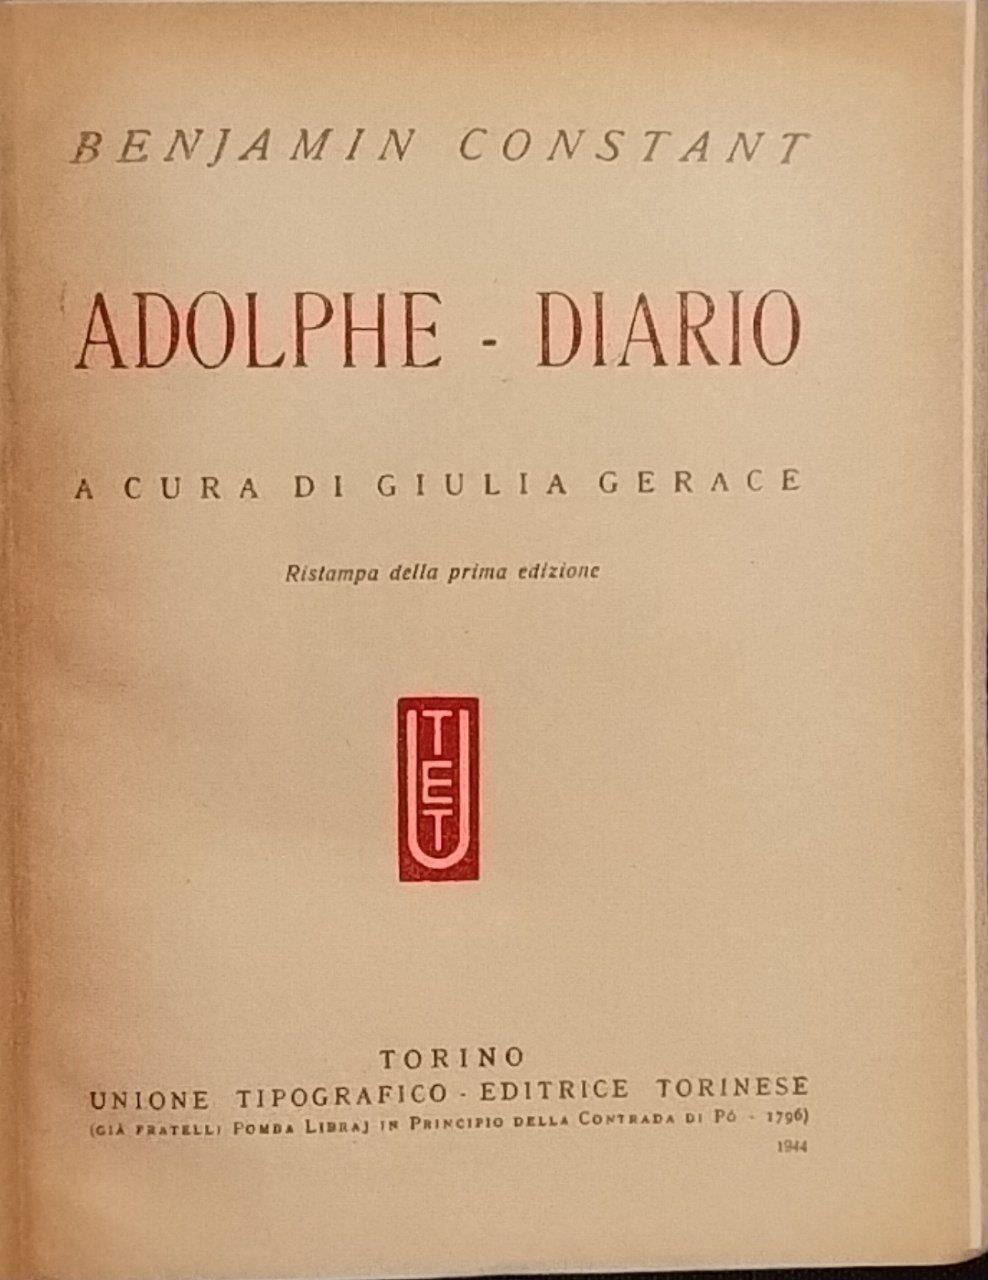 BENJAMIN CONSTANT
ADOLPHE - DIARIO
A CURA DI GIULIA GERACE
Ristampa della prima edizione
UTET
TORINO
UNIONE TIPOGRAFICO - EDITRICE TORINESE
(GIÀ FRATELLI POMBA LIBRAJ IN PRINCIPIO DELLA CONTRADA DI PÓ - 1796)
1944